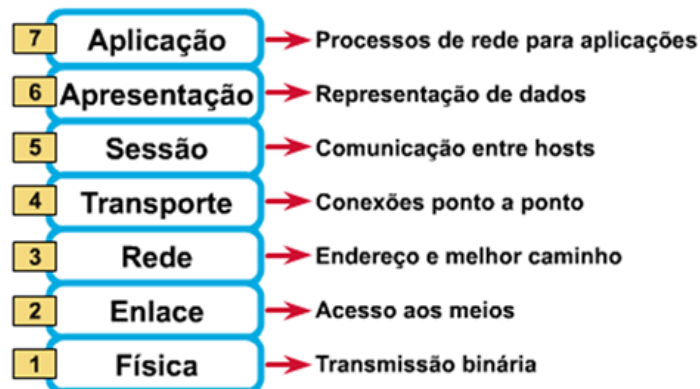 7 Aplicação Processos de rede para aplicações
6 Apresentação Representação de dados
5 Sessão Comunicação entre hosts
4 Transporte Conexões ponto a ponto
3 Rede Endereço e melhor caminho
2 Enlace Acesso aos meios
1 Física Transmissão binária